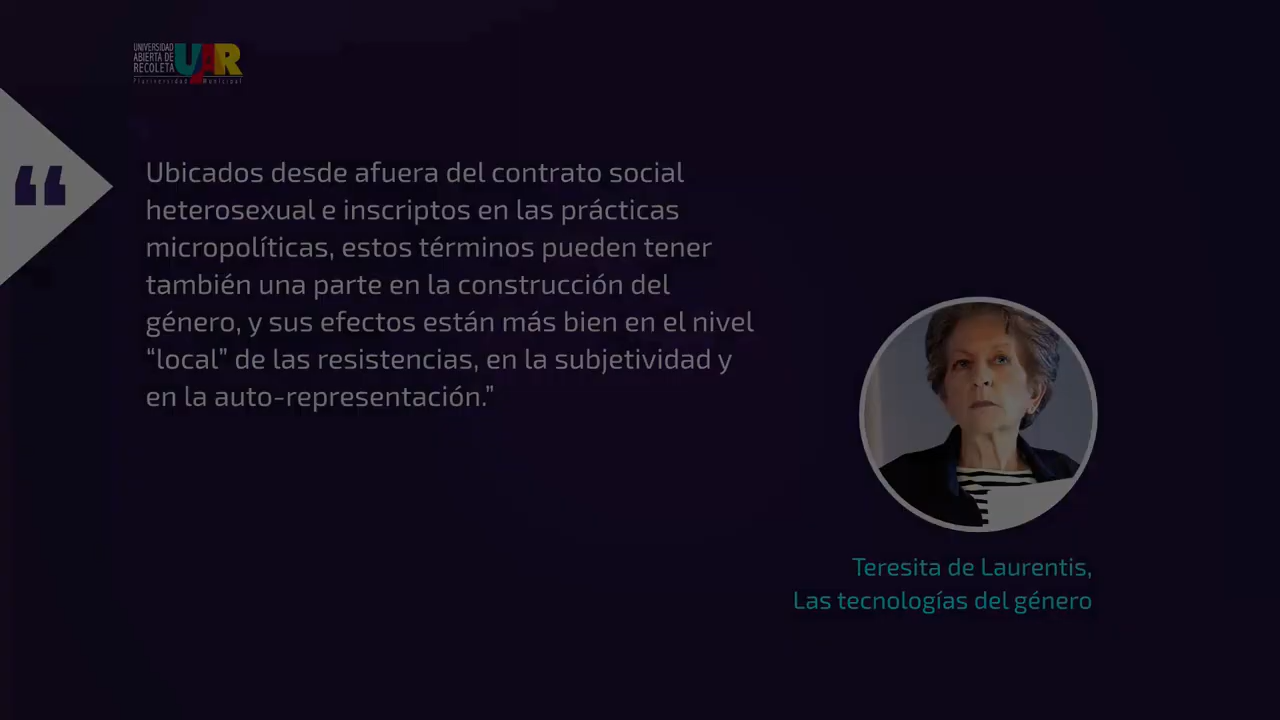 UNIVERSIDAD
ABIERTA DE
RECOLETA
UAR
Pluriversidad Municipal
“
Ubicados desde afuera del contrato social
heterosexual e inscriptos en las prácticas
micropolíticas, estos términos pueden tener
también una parte en la construcción del
género, y sus efectos están más bien en el nivel
“local” de las resistencias, en la subjetividad y
en la auto-representación.”
Teresita de Laurentis,
Las tecnologías del género